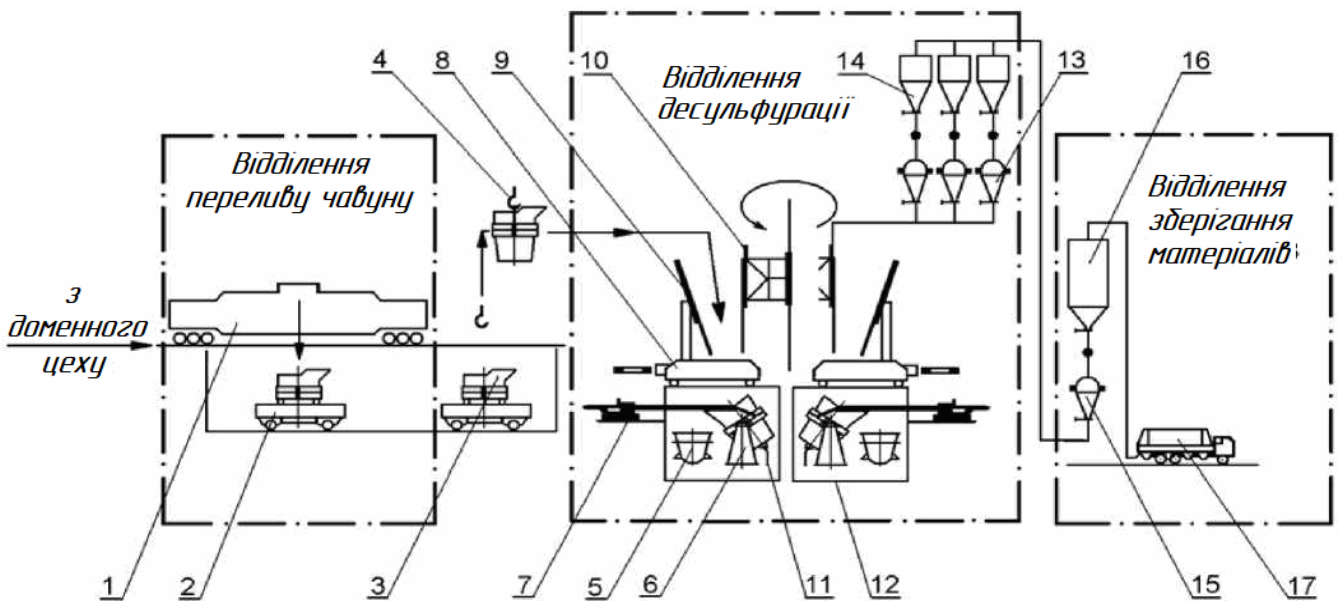 4
8
9
10
14
13
16
Відділення
десульфурації
Відділення
переливу чавуну
Відділення
зберігання
матеріалів
з
доменного
цеху
1
2
3
7
5
6
11
12
15
17